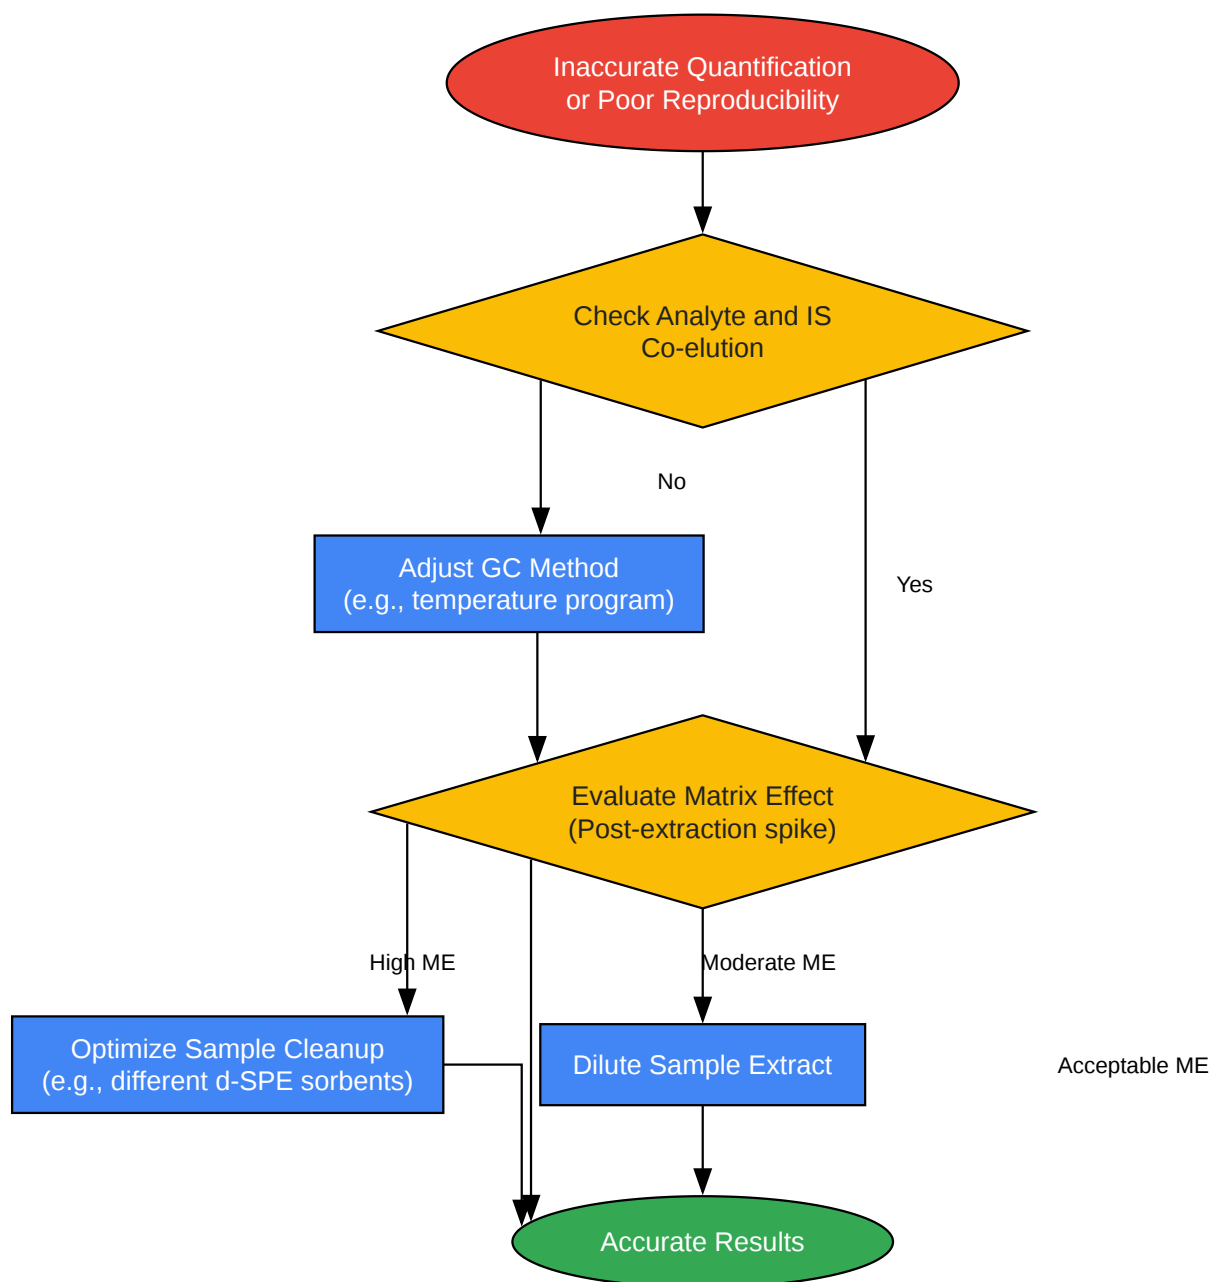 Inaccurate Quantification
or Poor Reproducibility
Check Analyte and IS
Co-elution
No
Adjust GC Method
(e.g., temperature program)
Yes
Evaluate Matrix Effect
(Post-extraction spike)
High ME
Moderate ME
Optimize Sample Cleanup
(e.g., different d-SPE sorbents)
Dilute Sample Extract
Acceptable ME
Accurate Results